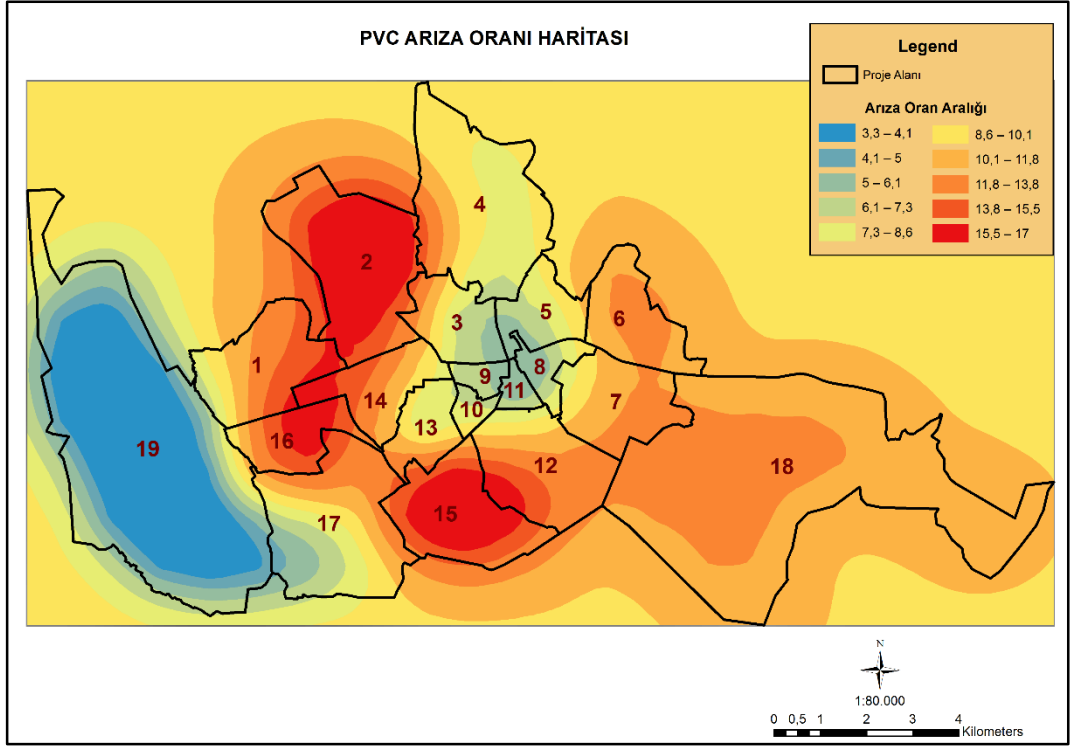 PVC ARIZA ORANI HARİTASI
Legend
Proje Alanı
Arıza Oran Aralığı
3,3 – 4,1
4,1 – 5
5 – 6,1
6,1 – 7,3
7,3 – 8,6
8,6 – 10,1
10,1 – 11,8
11,8 – 13,8
13,8 – 15,5
15,5 – 17
4
2
5
3
6
1
8
9
11
14
7
10
13
16
19
12
18
15
17
N
1:80.000
0 0,5 1 2 3 4
Kilometers